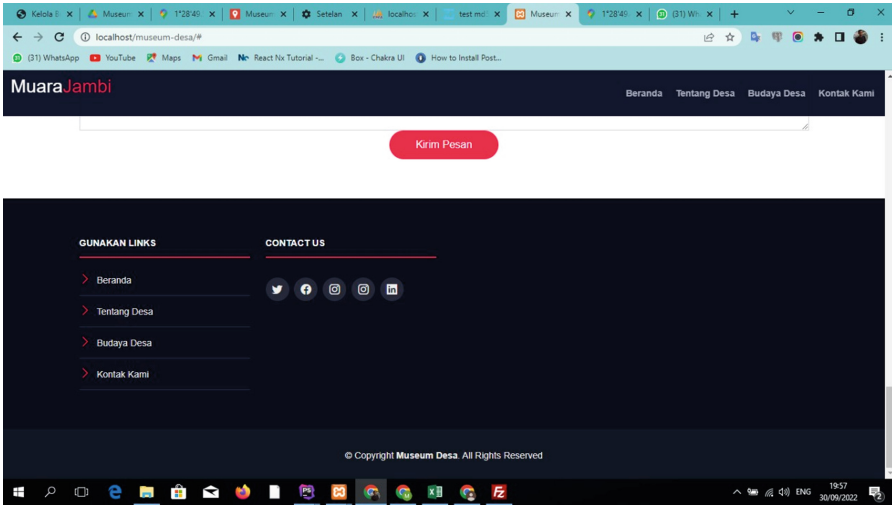 Kelola B
Museum
1°28'49
Museum
Setelan
localhos
test md
Museum
1°28'49
(31) Wh
localhost/museum-desa/#
(31) WhatsApp
YouTube
Maps
Gmail
React Nx Tutorial -...
Box - Chakra UI
How to Install Post...
MuaraJambi
Beranda
Tentang Desa
Budaya Desa
Kontak Kami
Kirim Pesan
GUNAKAN LINKS
CONTACT US
Beranda
Tentang Desa
Budaya Desa
Kontak Kami
© Copyright Museum Desa. All Rights Reserved
ENG
19:57
30/09/2022